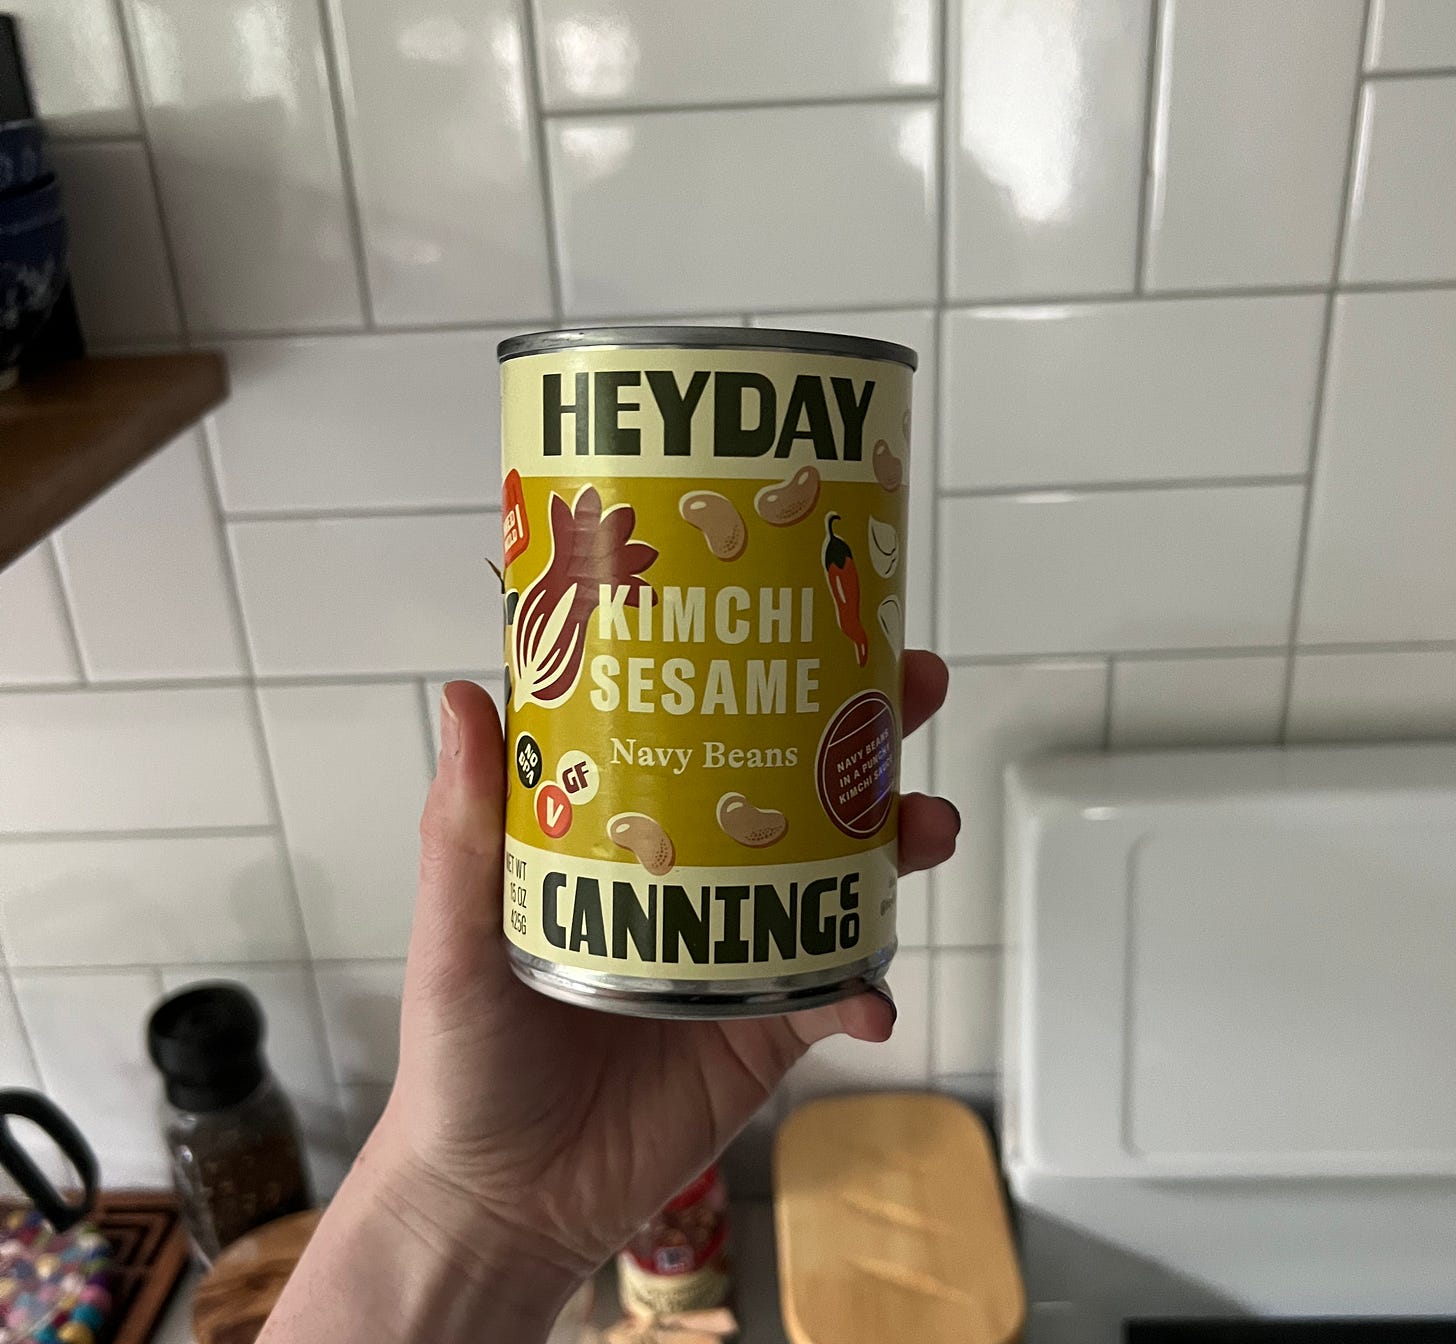 HEYDAY
KIMCHI
SESAME
Navy Beans
NO
BPA
GF
V
NAVY BEANS
IN A PUNCHY
KIMCHI SAUCE
NET WT
15 OZ
425G
CANNING CO